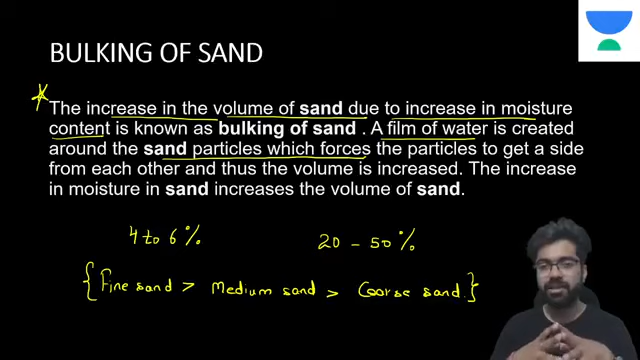 BULKING OF SAND
The increase in the volume of sand due to increase in moisture
content is known as bulking of sand . A film of water is created
around the sand particles which forces the particles to get a side
from each other and thus the volume is increased. The increase
in moisture in sand increases the volume of sand.
4 to 6% 20 - 50%
{Fine sand > Medium sand > Coarse sand.}